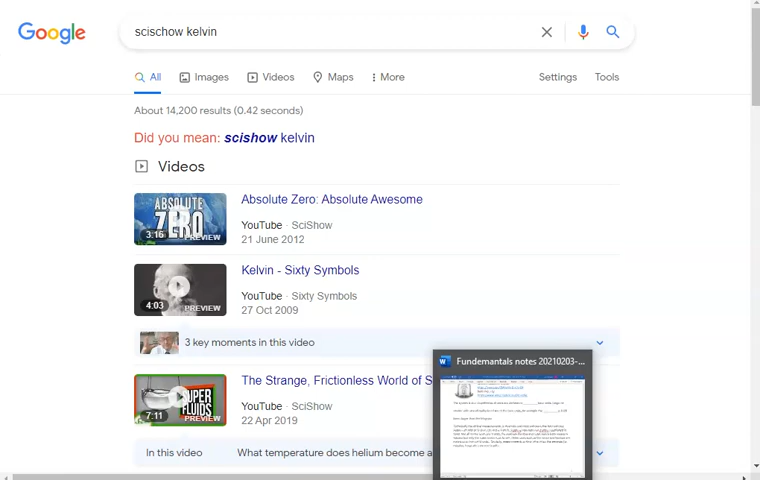 Google
scischow kelvin
All Images Videos Maps More Settings Tools
About 14,200 results (0.42 seconds)
Did you mean: scishow kelvin
Videos
ABSOLUTE
ZERO
3:16
PREVIEW
Absolute Zero: Absolute Awesome
YouTube · SciShow
21 June 2012
4:03
PREVIEW
Kelvin - Sixty Symbols
YouTube · Sixty Symbols
27 Oct 2009
3 key moments in this video
SUPER
FLUIDS
7:11
PREVIEW
The Strange, Frictionless World of S
YouTube · SciShow
22 Apr 2019
In this video What temperature does helium become a
Fundemantals notes 20210203-...